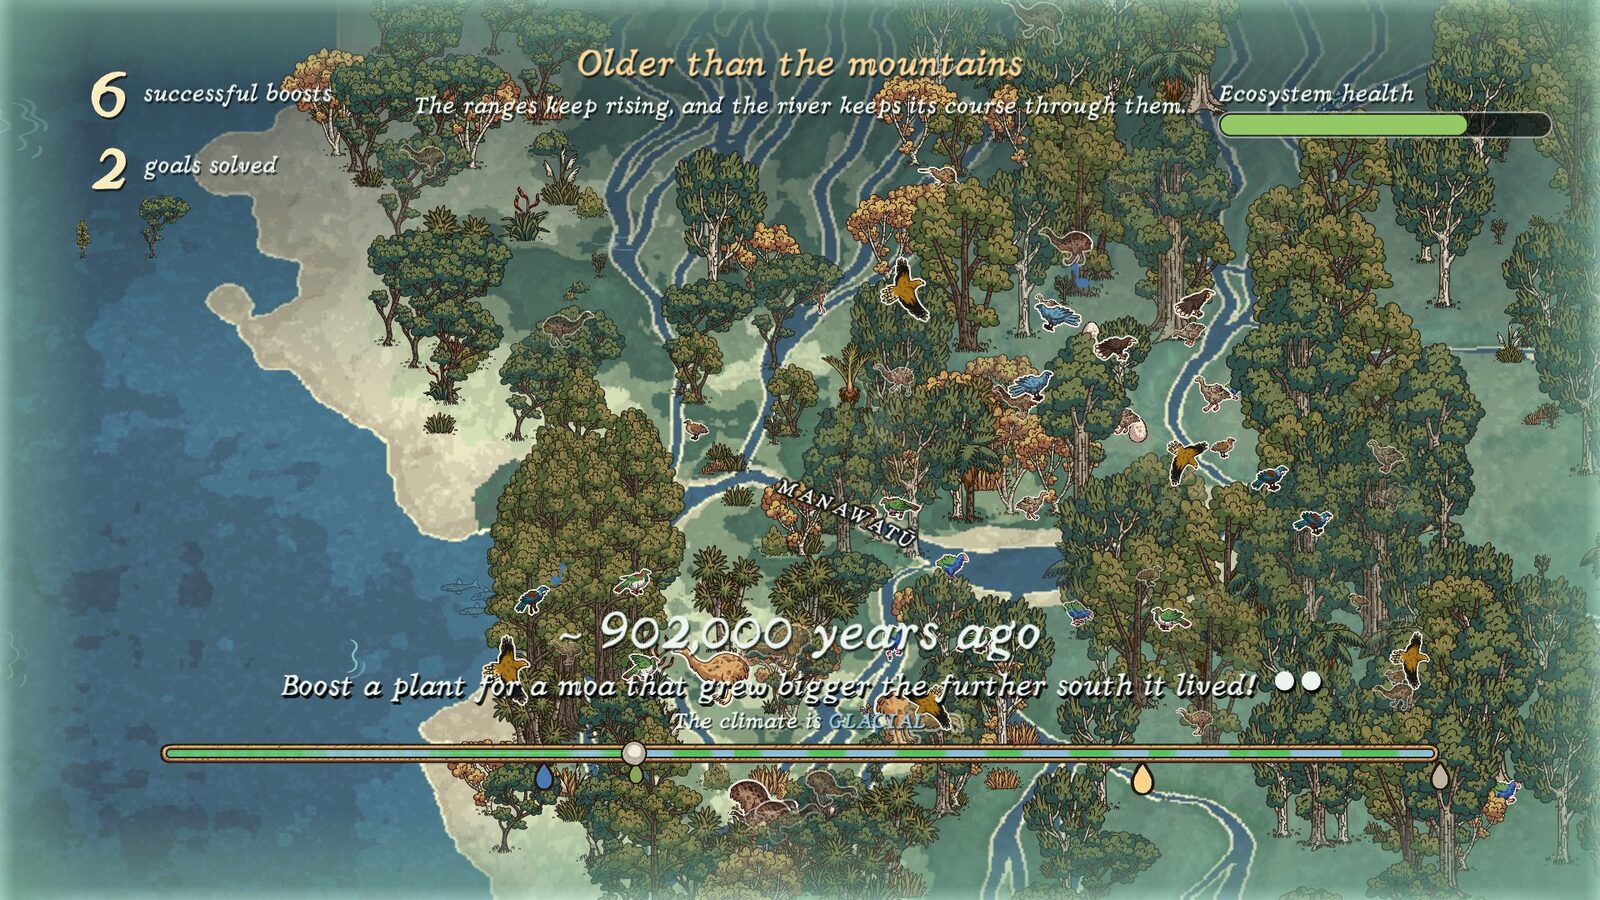 Older than the mountains
The ranges keep rising, and the river keeps its course through them...
6 successful boosts
2 goals solved
Ecosystem health
MANAWATŪ
~ 902,000 years ago
Boost a plant for a moa that grew bigger the further south it lived!
The climate is GLACIAL